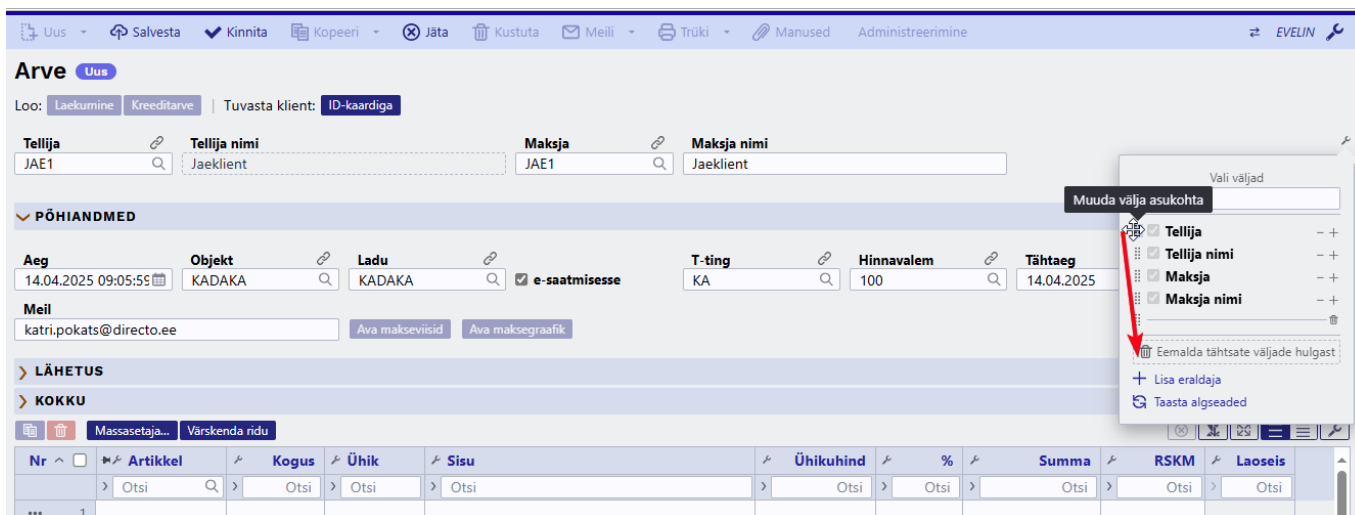 Uus Salvesta Kinnita Kopeeri Jäta Kustuta Meili Trüki Manused Administreerimine EVELIN
Arve Uus
Loo: Laekumine Kreeditarve | Tuvasta klient: ID-kaardiga
Tellija Tellija nimi Maksja Maksja nimi
JAE1 Jaeklient JAE1 Jaeklient
Vali väljad
Muuda välja asukohta
PÕHIANDMED
Tellija - +
Tellija nimi - +
Maksja - +
Maksja nimi - +
Aeg Objekt Ladu T-ting Hinnavalem Tähtaeg
14.04.2025 09:05:59 KADAKA KADAKA e-saatmisesse KA 100 14.04.2025
Meil
katri.pokats@directo.ee Ava makseviisid Ava maksegraafik
Eemalda tähtsate väljade hulgast
Lisa eraldaja
Taasta algseaded
LÄHETUS
KOKKU
Massasetaja... Värskenda ridu
Nr Artikkel Kogus Ühik Sisu Ühikuhind % Summa RSKM Laoseis
Otsi Otsi Otsi Otsi Otsi Otsi Otsi Otsi Otsi
1